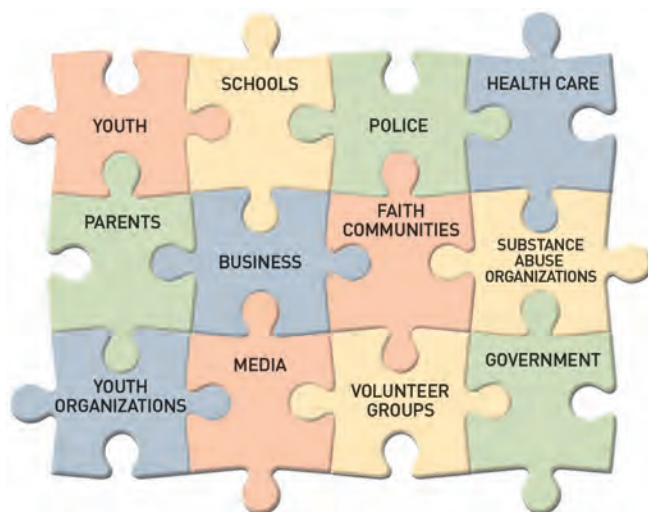 SCHOOLS
HEALTH CARE
YOUTH
POLICE
PARENTS
FAITH
COMMUNITIES
BUSINESS
SUBSTANCE
ABUSE
ORGANIZATIONS
YOUTH
ORGANIZATIONS
MEDIA
VOLUNTEER
GROUPS
GOVERNMENT